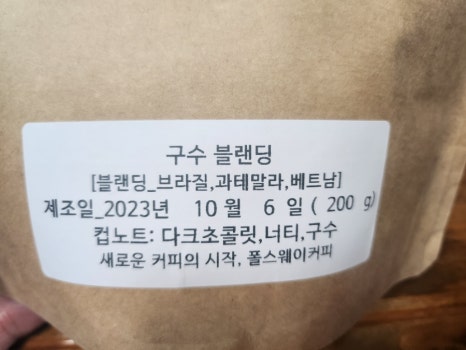 구수 블랜딩
[블랜딩_브라질,과테말라,베트남]
제조일_2023년 10 월 6 일 ( 200 g)
컵노트: 다크초콜릿,너티,구수
새로운 커피의 시작, 폴스웨이커피